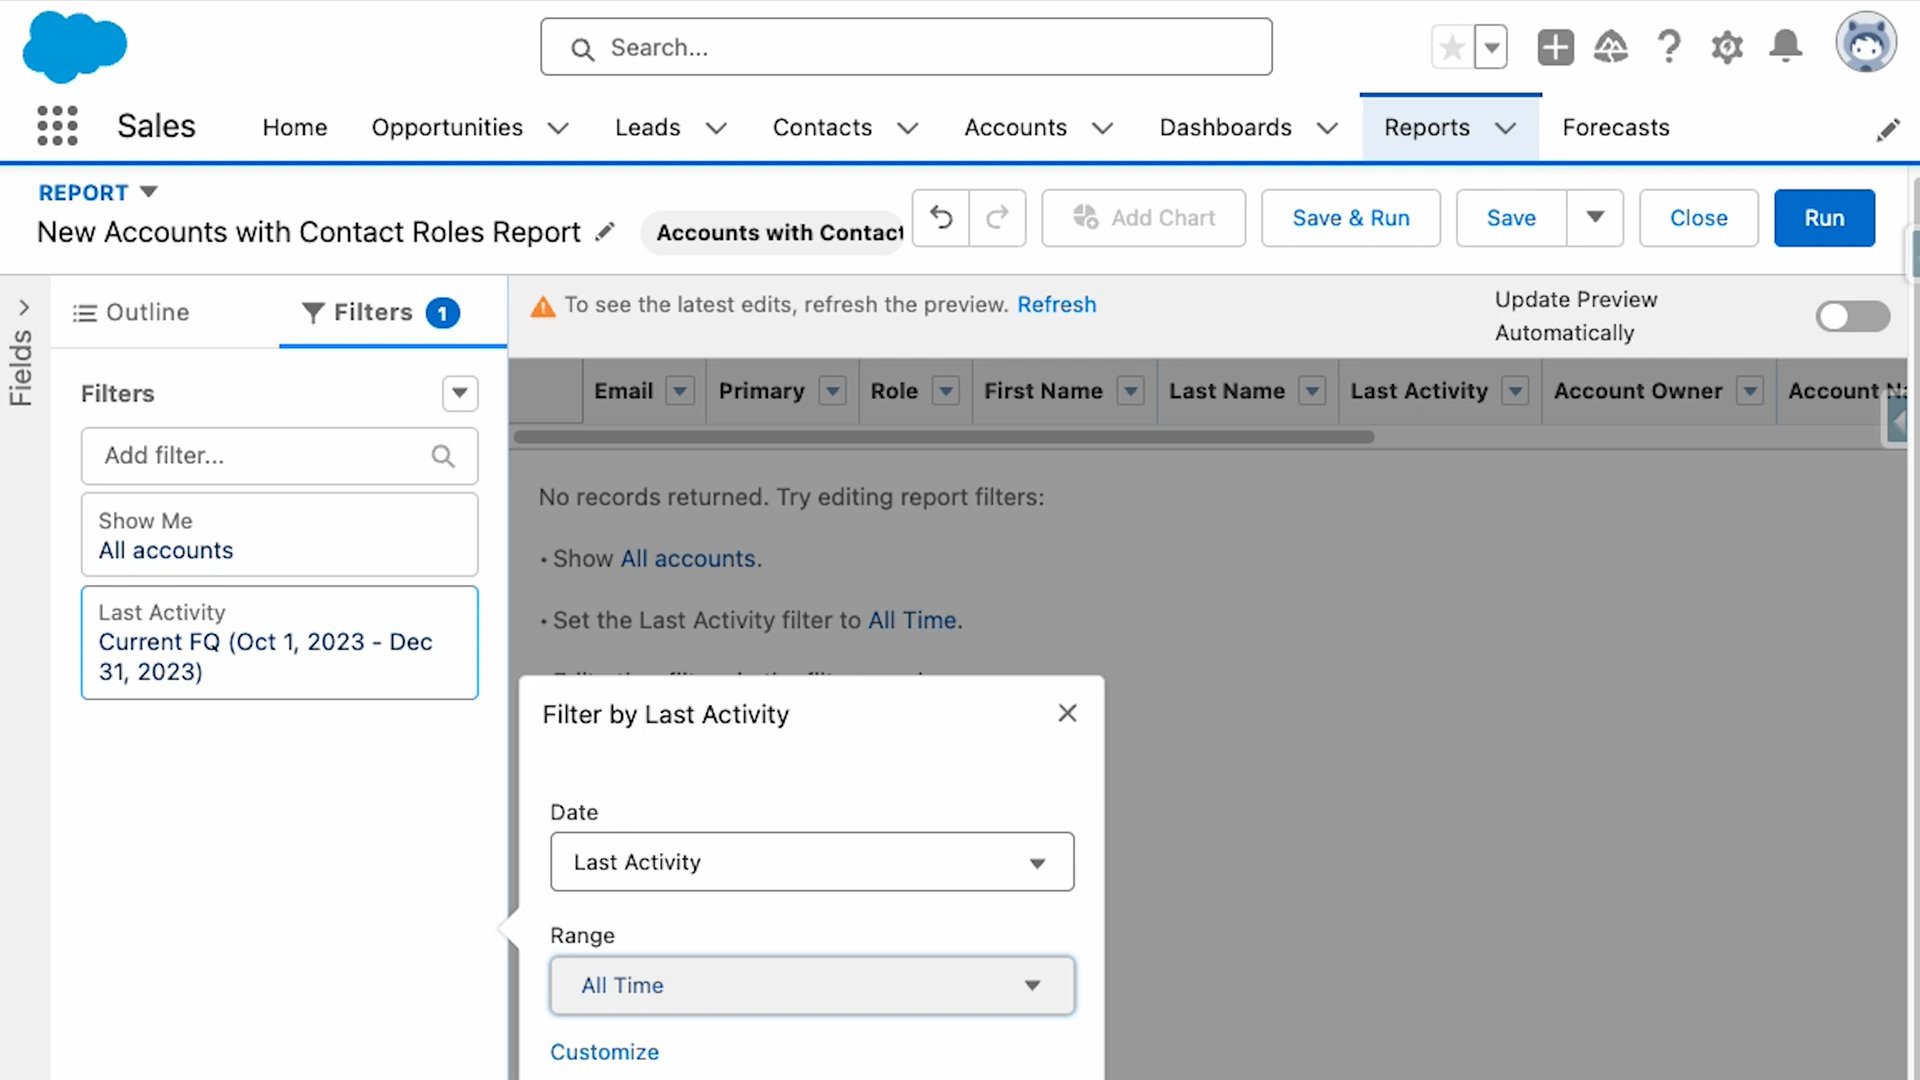 Search...
Sales
Home
Opportunities
Leads
Contacts
Accounts
Dashboards
Reports
Forecasts
REPORT
New Accounts with Contact Roles Report
Accounts with Contact
Add Chart
Save & Run
Save
Close
Run
Fields
Outline
Filters 1
To see the latest edits, refresh the preview. Refresh
Update Preview
Automatically
Filters
Add filter...
Show Me
All accounts
Last Activity
Current FQ (Oct 1, 2023 - Dec
31, 2023)
Email
Primary
Role
First Name
Last Name
Last Activity
Account Owner
Account
No records returned. Try editing report filters:
• Show All accounts.
• Set the Last Activity filter to All Time.
Filter by Last Activity
Date
Last Activity
Range
All Time
Customize